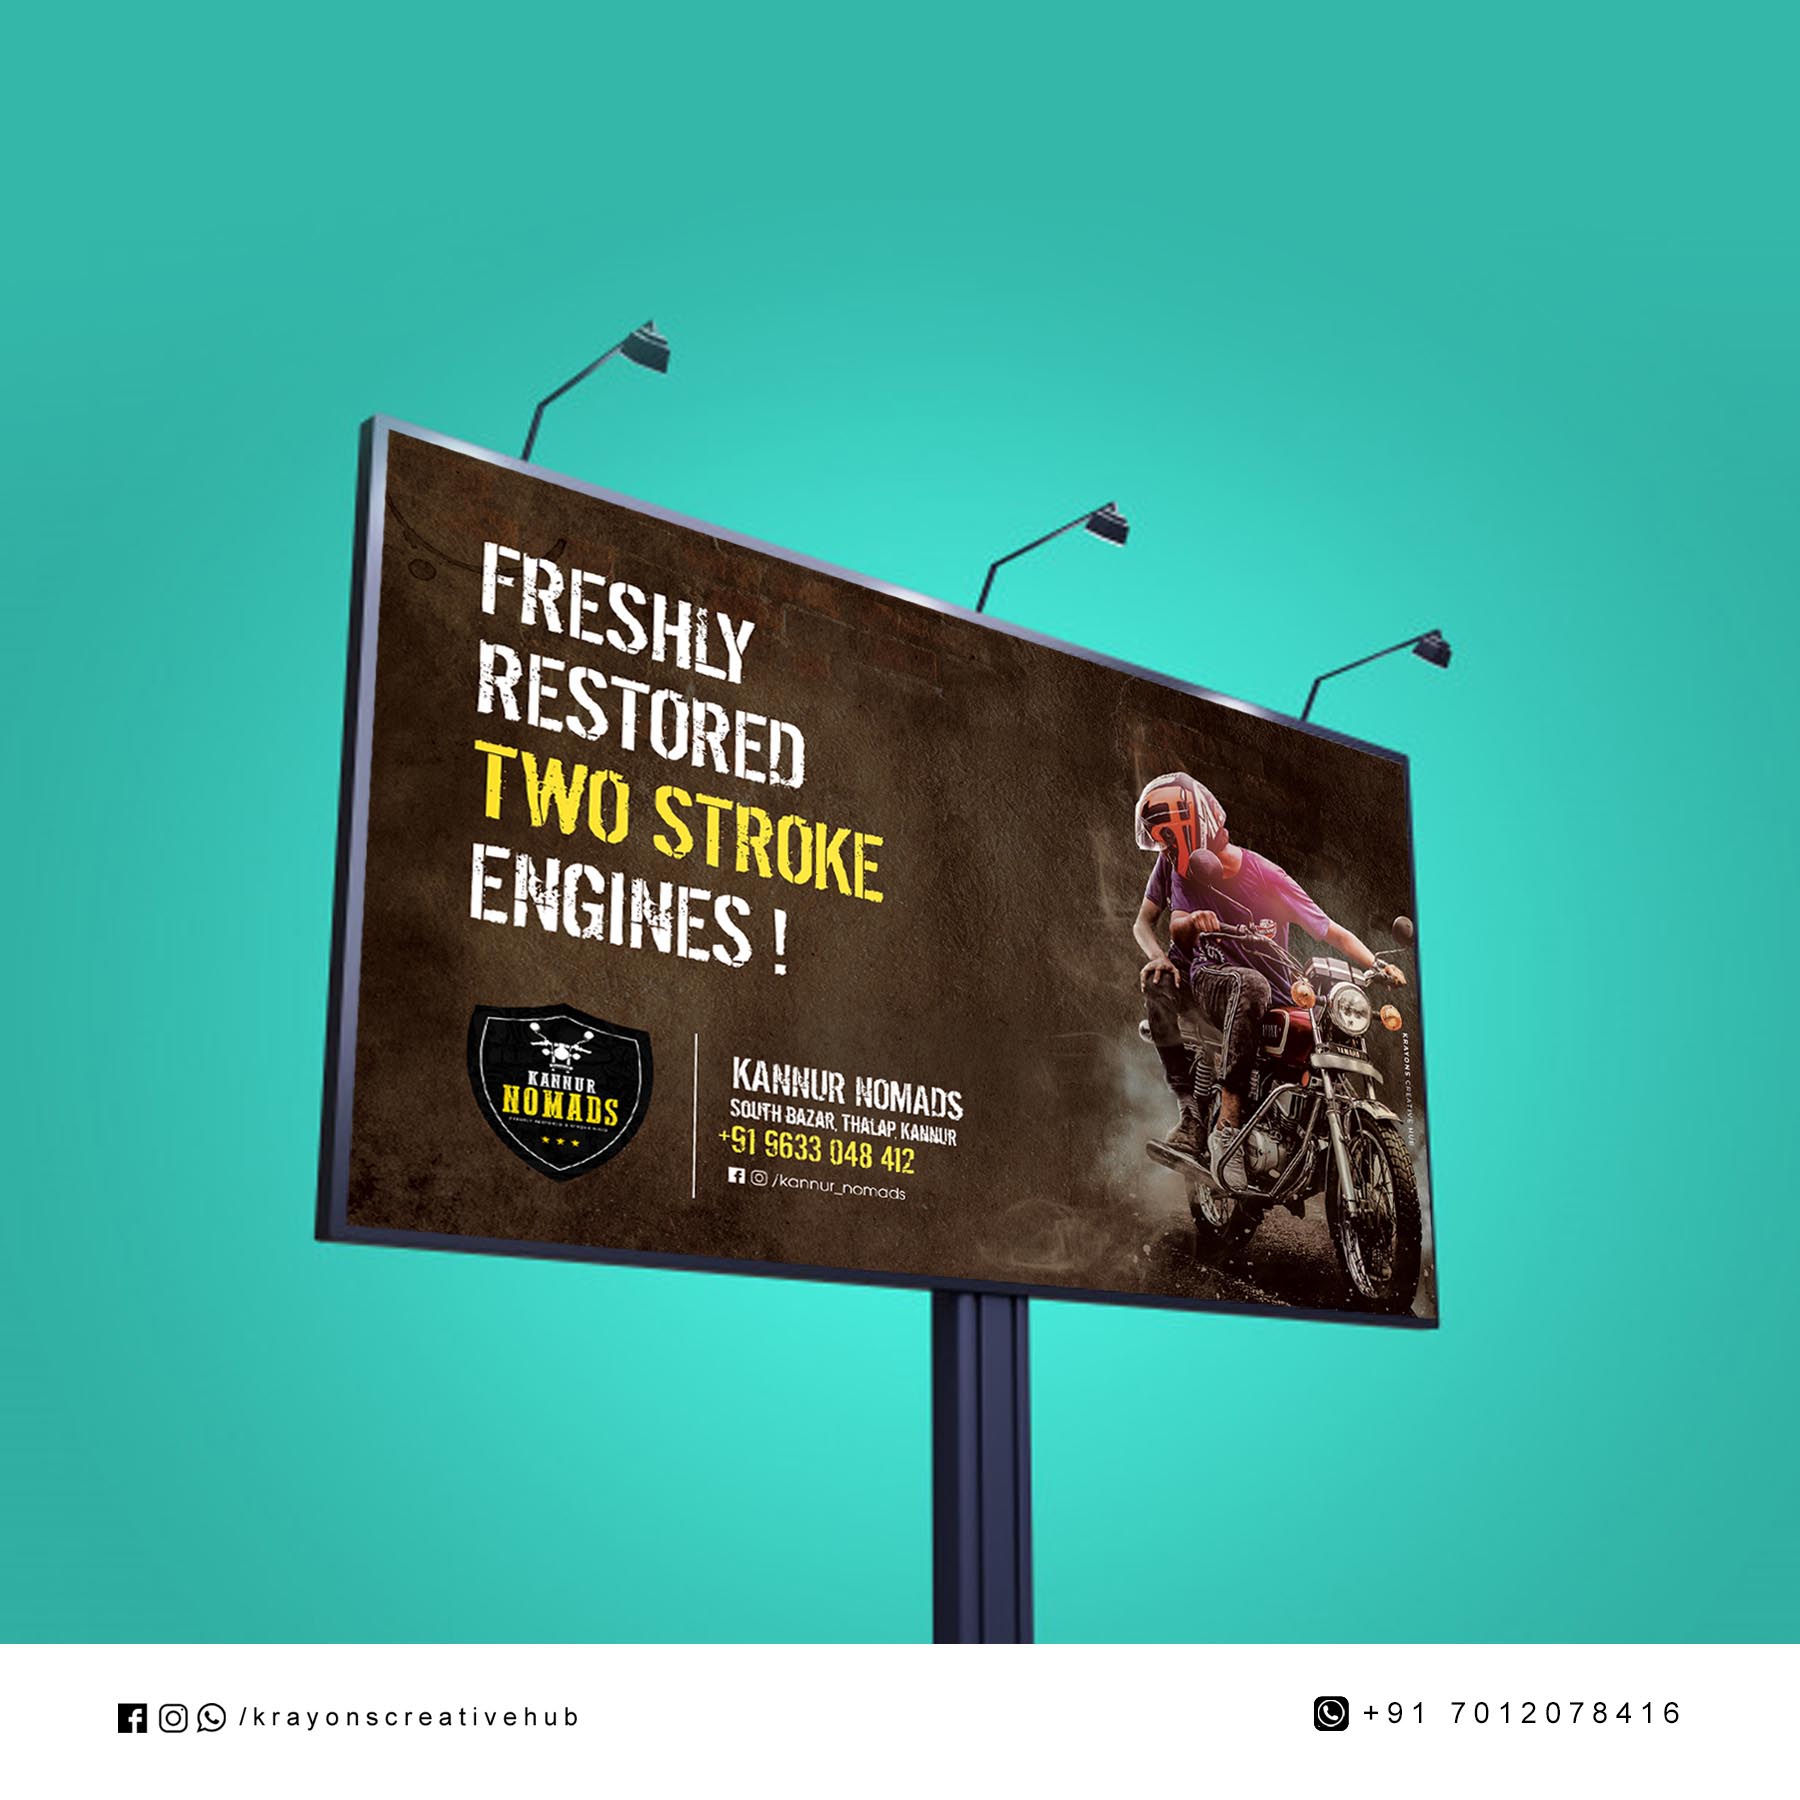 FRESHLY
RESTORED
TWO STROKE
ENGINES !
KANNUR
NOMADS
KANNUR NOMADS
SOUTH BAZAR, THALAP, KANNUR
+91 9633 048 412
/kannur_nomads
YAMAHA
KRAYONS CREATIVE HUB
/krayonscreativehub
+91 7012078416